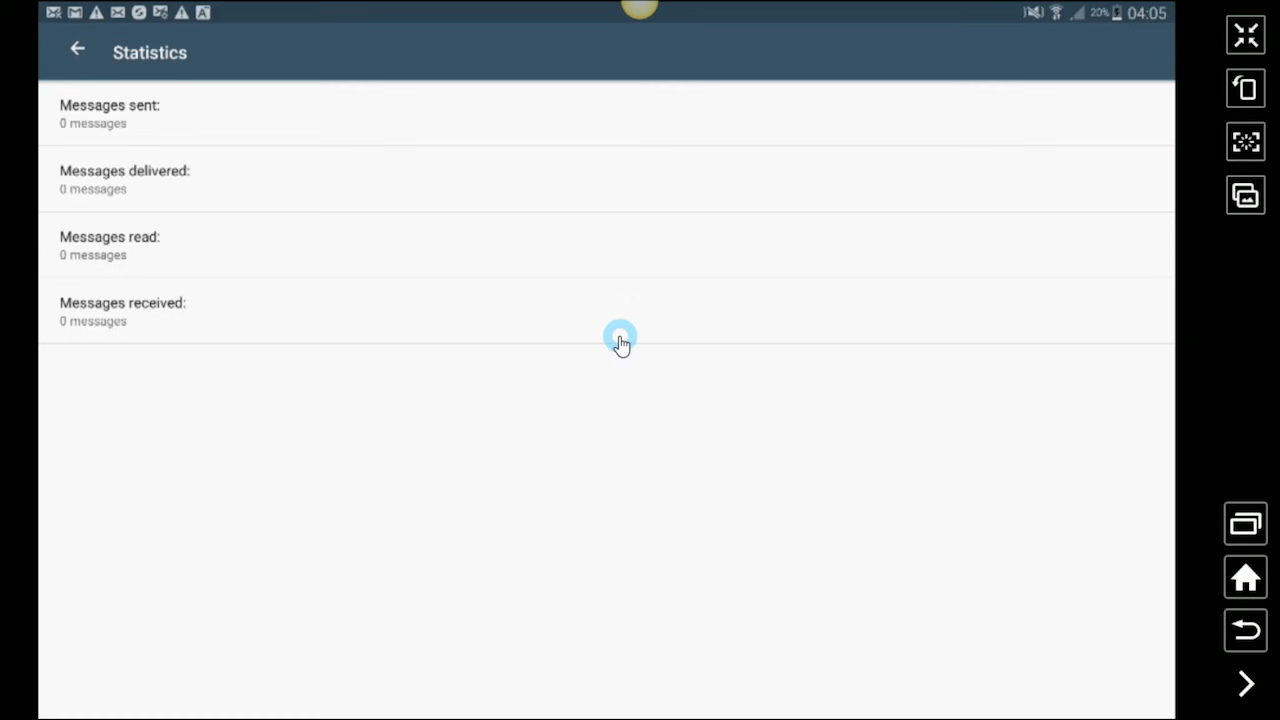 20% 04:05
Statistics
Messages sent:
0 messages
Messages delivered:
0 messages
Messages read:
0 messages
Messages received:
0 messages